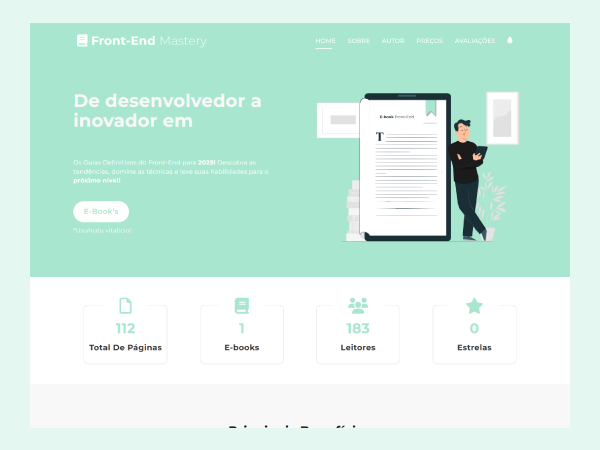 Front-End Mastery
HOME SOBRE AUTOR PREÇOS AVALIAÇÕES
De desenvolvedor a
inovador em
Os Guias Definitivos do Front-End para 2025! Descubra as
tendências, domine as técnicas e leve suas habilidades para o
próximo nível!
E-Book's
*Usufruto vitalício!
E-book Front-End
T
112
Total De Páginas
1
E-books
183
Leitores
0
Estrelas